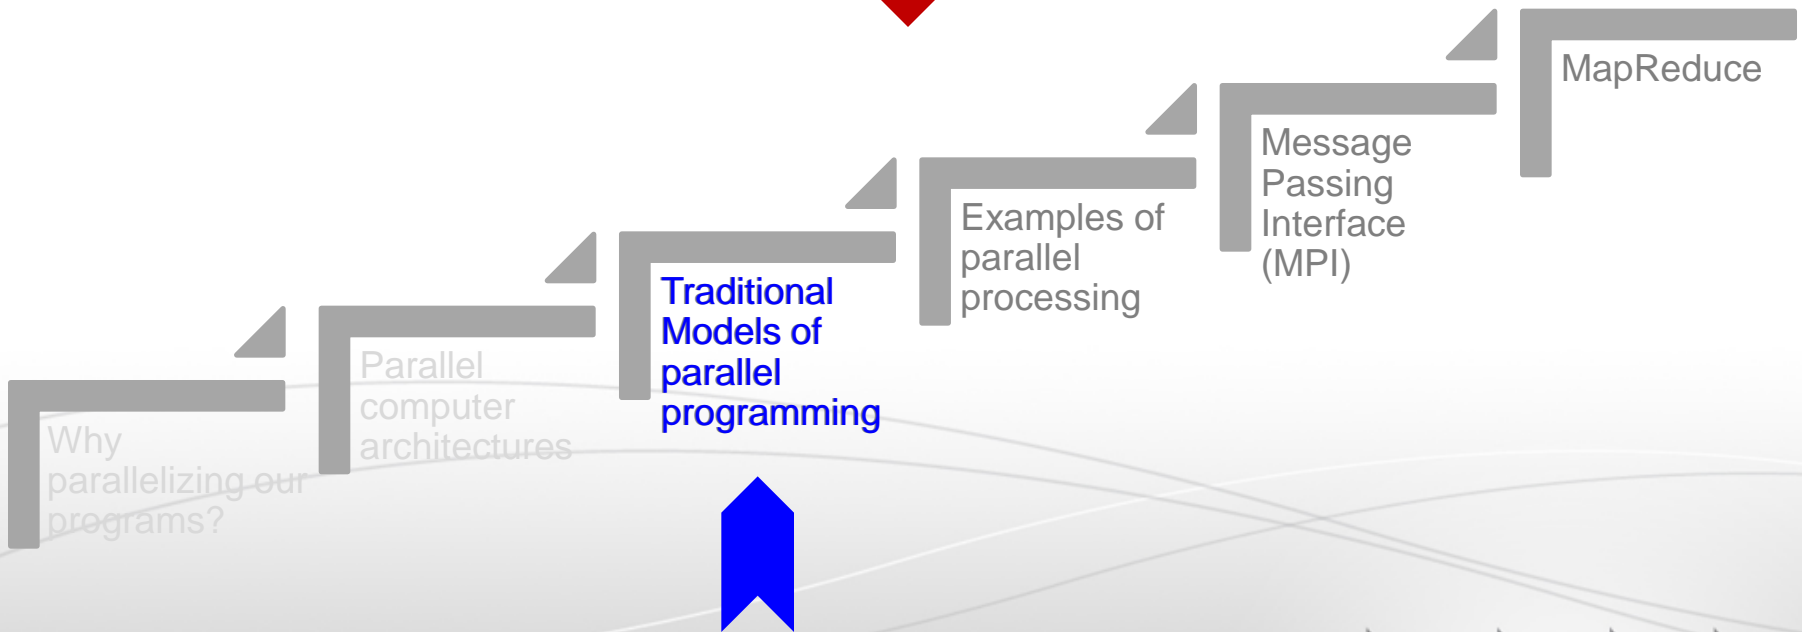 Why
parallelizing our
programs?
Parallel
computer
architectures
Traditional
Models of
parallel
programming
Examples of
parallel
processing
Message
Passing
Interface
(MPI)
MapReduce